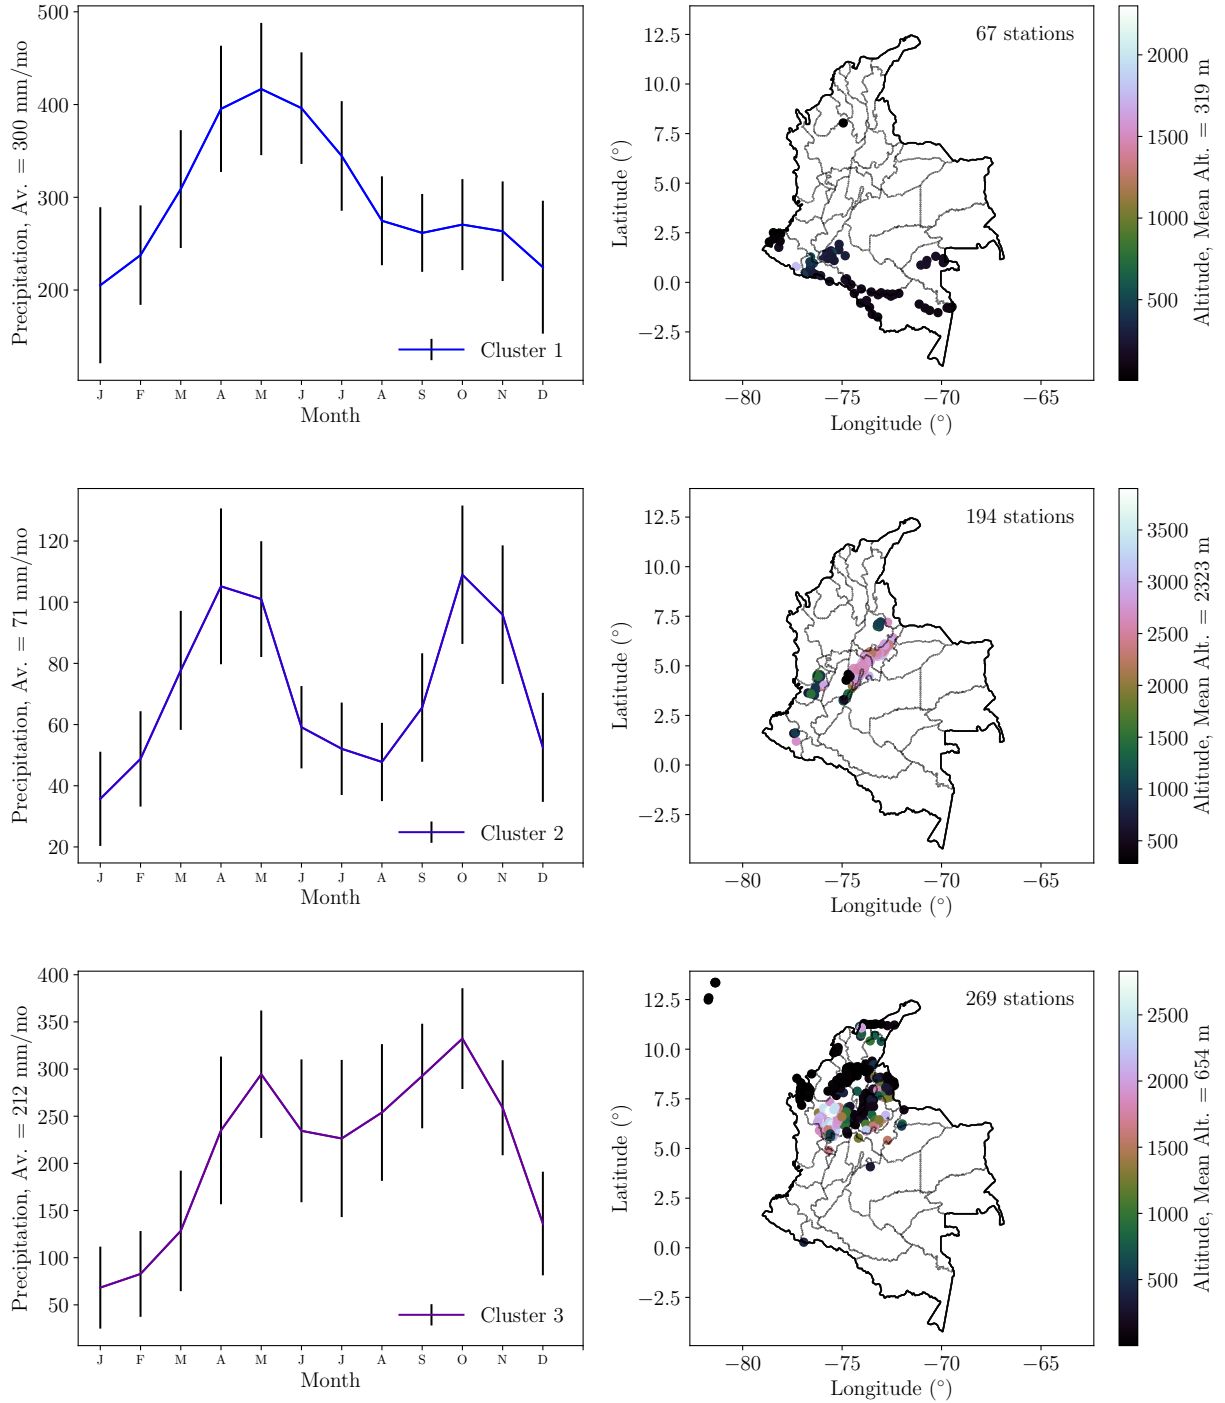 500
400
300
200
Precipitation, Av. = 300 mm/mo
J F M A M J J A S O N D
Month
Cluster 1
67 stations
12.5
10.0
7.5
5.0
2.5
0.0
−2.5
Latitude (°)
−80 −75 −70 −65
Longitude (°)
2000
1500
1000
500
Altitude, Mean Alt. = 319 m
120
100
80
60
40
20
Precipitation, Av. = 71 mm/mo
J F M A M J J A S O N D
Month
Cluster 2
194 stations
12.5
10.0
7.5
5.0
2.5
0.0
−2.5
Latitude (°)
−80 −75 −70 −65
Longitude (°)
3500
3000
2500
2000
1500
1000
500
Altitude, Mean Alt. = 2323 m
400
350
300
250
200
150
100
50
Precipitation, Av. = 212 mm/mo
J F M A M J J A S O N D
Month
Cluster 3
269 stations
12.5
10.0
7.5
5.0
2.5
0.0
−2.5
Latitude (°)
−80 −75 −70 −65
Longitude (°)
2500
2000
1500
1000
500
Altitude, Mean Alt. = 654 m